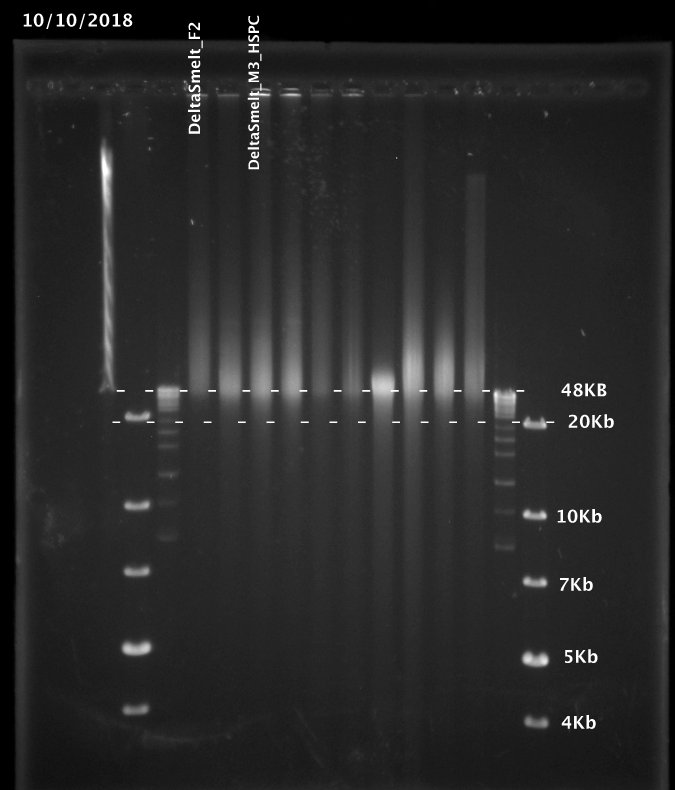 10/10/2018
DeltaSmelt_F2
DeltaSmelt_M3_HSPC
48KB
20Kb
10Kb
7Kb
5Kb
4Kb